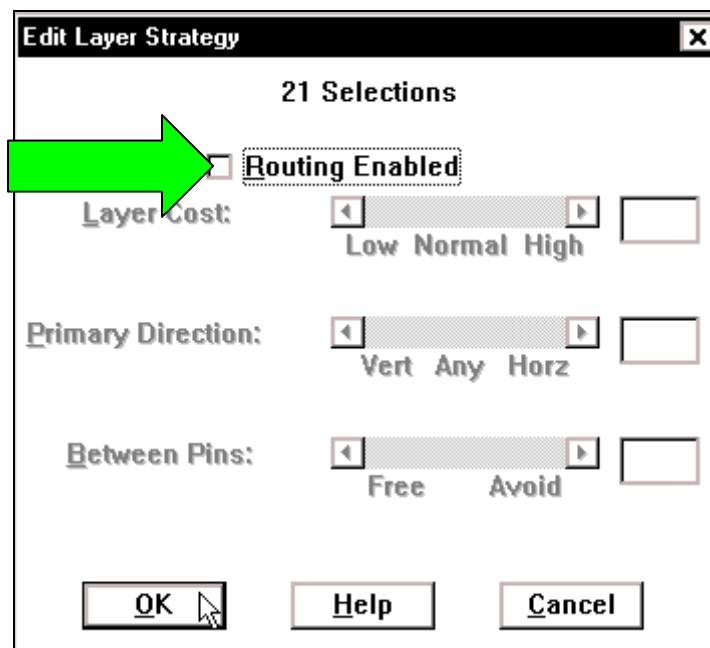 Edit Layer Strategy
21 Selections
Routing Enabled
Layer Cost:
Low Normal High
Primary Direction:
Vert Any Horz
Between Pins:
Free Avoid
OK Help Cancel